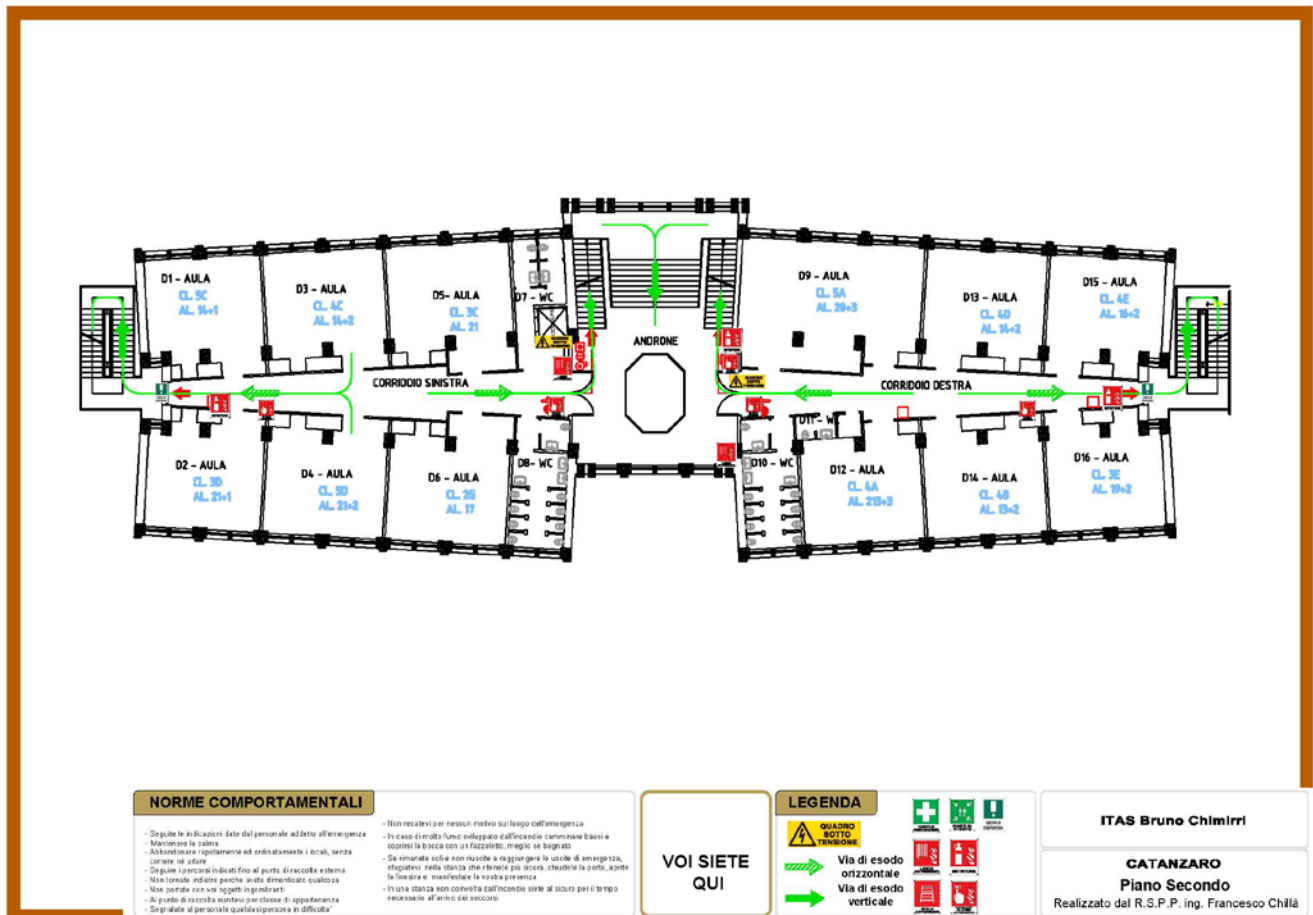 D1 - AULA
CL. 5C
AL. 14+1
D3 - AULA
CL. 4C
AL. 14+2
D5- AULA
CL. 3C
AL. 21
D7 - WC
QUADRO
SOTTO
TENSIONE
ANDRONE
D9 - AULA
CL. 5A
AL. 20+3
D13 - AULA
CL. 4D
AL. 14+2
D15 - AULA
CL. 4E
AL. 16+2
CORRIDOIO SINISTRA
QUADRO
SOTTO
TENSIONE
CORRIDOIO DESTRA
D2 - AULA
CL. 3D
AL. 21+1
D4 - AULA
CL. 5D
AL. 21+2
D6 - AULA
CL. 2G
AL. 17
D8- WC
D10 - WC
D11 - WC
D12 - AULA
CL. 4A
AL. 213+3
D14 - AULA
CL. 4B
AL. 13+2
D16 - AULA
CL. 3E
AL. 19+2
NORME COMPORTAMENTALI
- Seguite le indicazioni date dal personale addetto all'emergenza
- Mantenere la calma
- Abbandonare rapidamente ed ordinatamente i locali, senza
correre nè urlare
- Seguire i percorsi indicati fino al punto di raccolta esterno
- Non tornate indietro perchè avete dimenticato qualcosa
- Non portate con voi oggetti ingombranti
- Al punto di raccolta riunitevi per classe di appartenenza
- Segnalate al personale qualsiasi persona in difficolta'
- Non recatevi per nessun motivo sul luogo dell'emergenza
- In caso di molto fumo sviluppato dall'incendio camminare bassi e
coprirsi la bocca con un fazzoletto, meglio se bagnato
- Se rimanete soli e non riuscite a raggiungere le uscite di emergenza,
rifugiatevi nella stanza che ritenete più sicura, chiudete la porta, aprite
la finestra e manifestate la vostra presenza
- In una stanza non coinvolta dall'incendio siete al sicuro per il tempo
necessario all'arrivo dei soccorsi
VOI SIETE
QUI
LEGENDA
QUADRO
SOTTO
TENSIONE
Via di esodo
orizzontale
Via di esodo
verticale
ITAS Bruno Chimirri
CATANZARO
Piano Secondo
Realizzato dal R.S.P.P. ing. Francesco Chillà